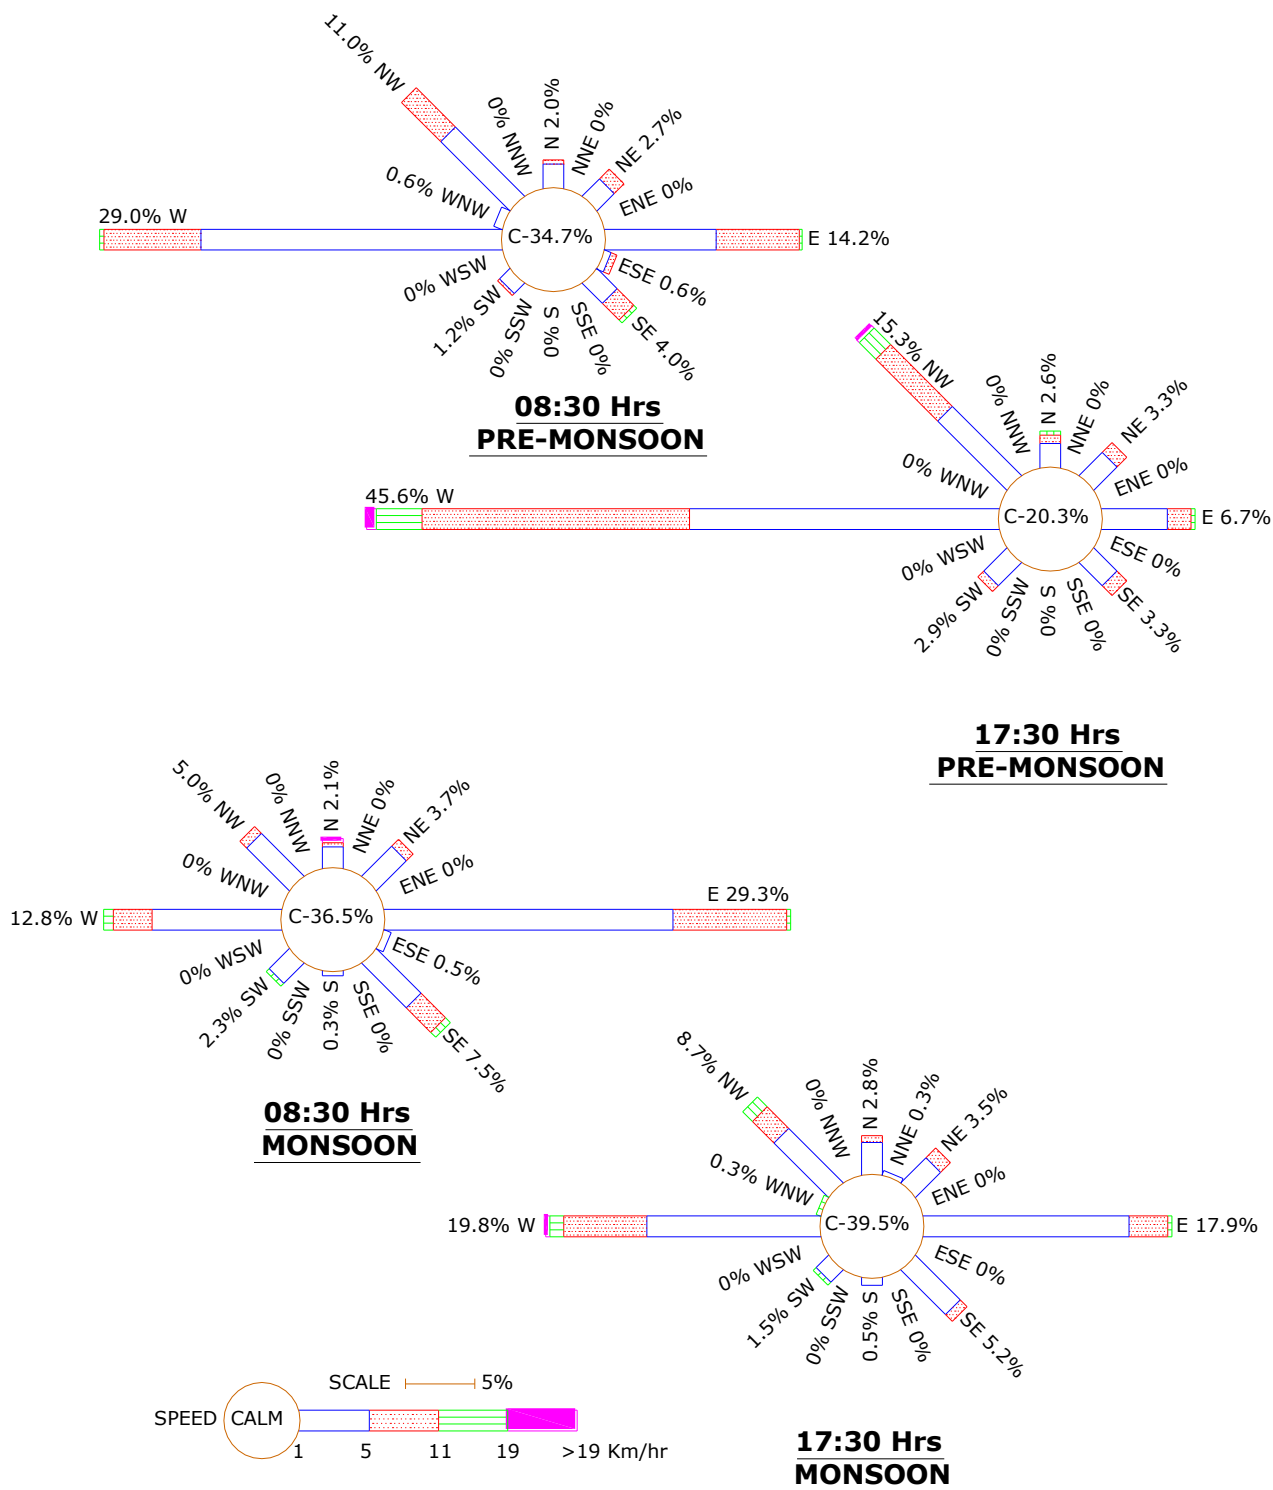 11.0% NW
0% NNW
N 2.0%
NNE 0%
NE 2.7%
ENE 0%
0.6% WNW
29.0% W
C-34.7%
E 14.2%
0% WSW
1.2% SW
0% SSW
0% S
SSE 0%
SE 4.0%
ESE 0.6%
08:30 Hrs
PRE-MONSOON
15.3% NW
0% NNW
N 2.6%
NNE 0%
NE 3.3%
ENE 0%
0% WNW
45.6% W
C-20.3%
E 6.7%
0% WSW
2.9% SW
0% SSW
0% S
SSE 0%
SE 3.3%
ESE 0%
17:30 Hrs
PRE-MONSOON
5.0% NW
0% NNW
N 2.1%
NNE 0%
NE 3.7%
ENE 0%
0% WNW
12.8% W
C-36.5%
E 29.3%
0% WSW
2.3% SW
0% SSW
0.3% S
SSE 0%
SE 7.5%
ESE 0.5%
08:30 Hrs
MONSOON
8.7% NW
0% NNW
N 2.8%
NNE 0.3%
NE 3.5%
ENE 0%
0.3% WNW
19.8% W
C-39.5%
E 17.9%
0% WSW
1.5% SW
0% SSW
0.5% S
SSE 0%
SE 5.2%
ESE 0%
17:30 Hrs
MONSOON
SCALE 5%
SPEED CALM
1 5 11 19 >19 Km/hr